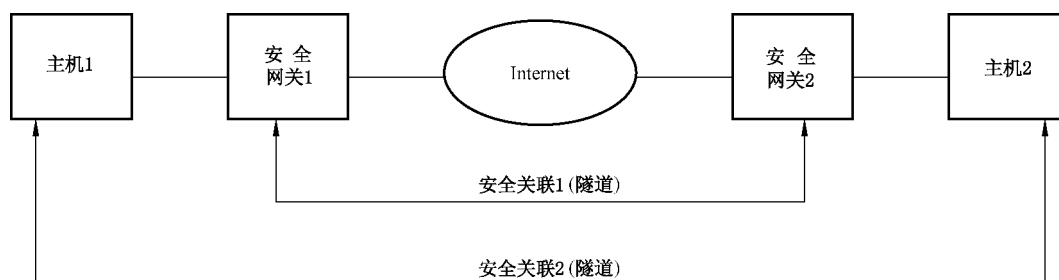 主机1
安 全
网关1
Internet
安 全
网关2
主机2
安全关联1(隧道)
安全关联2(隧道)